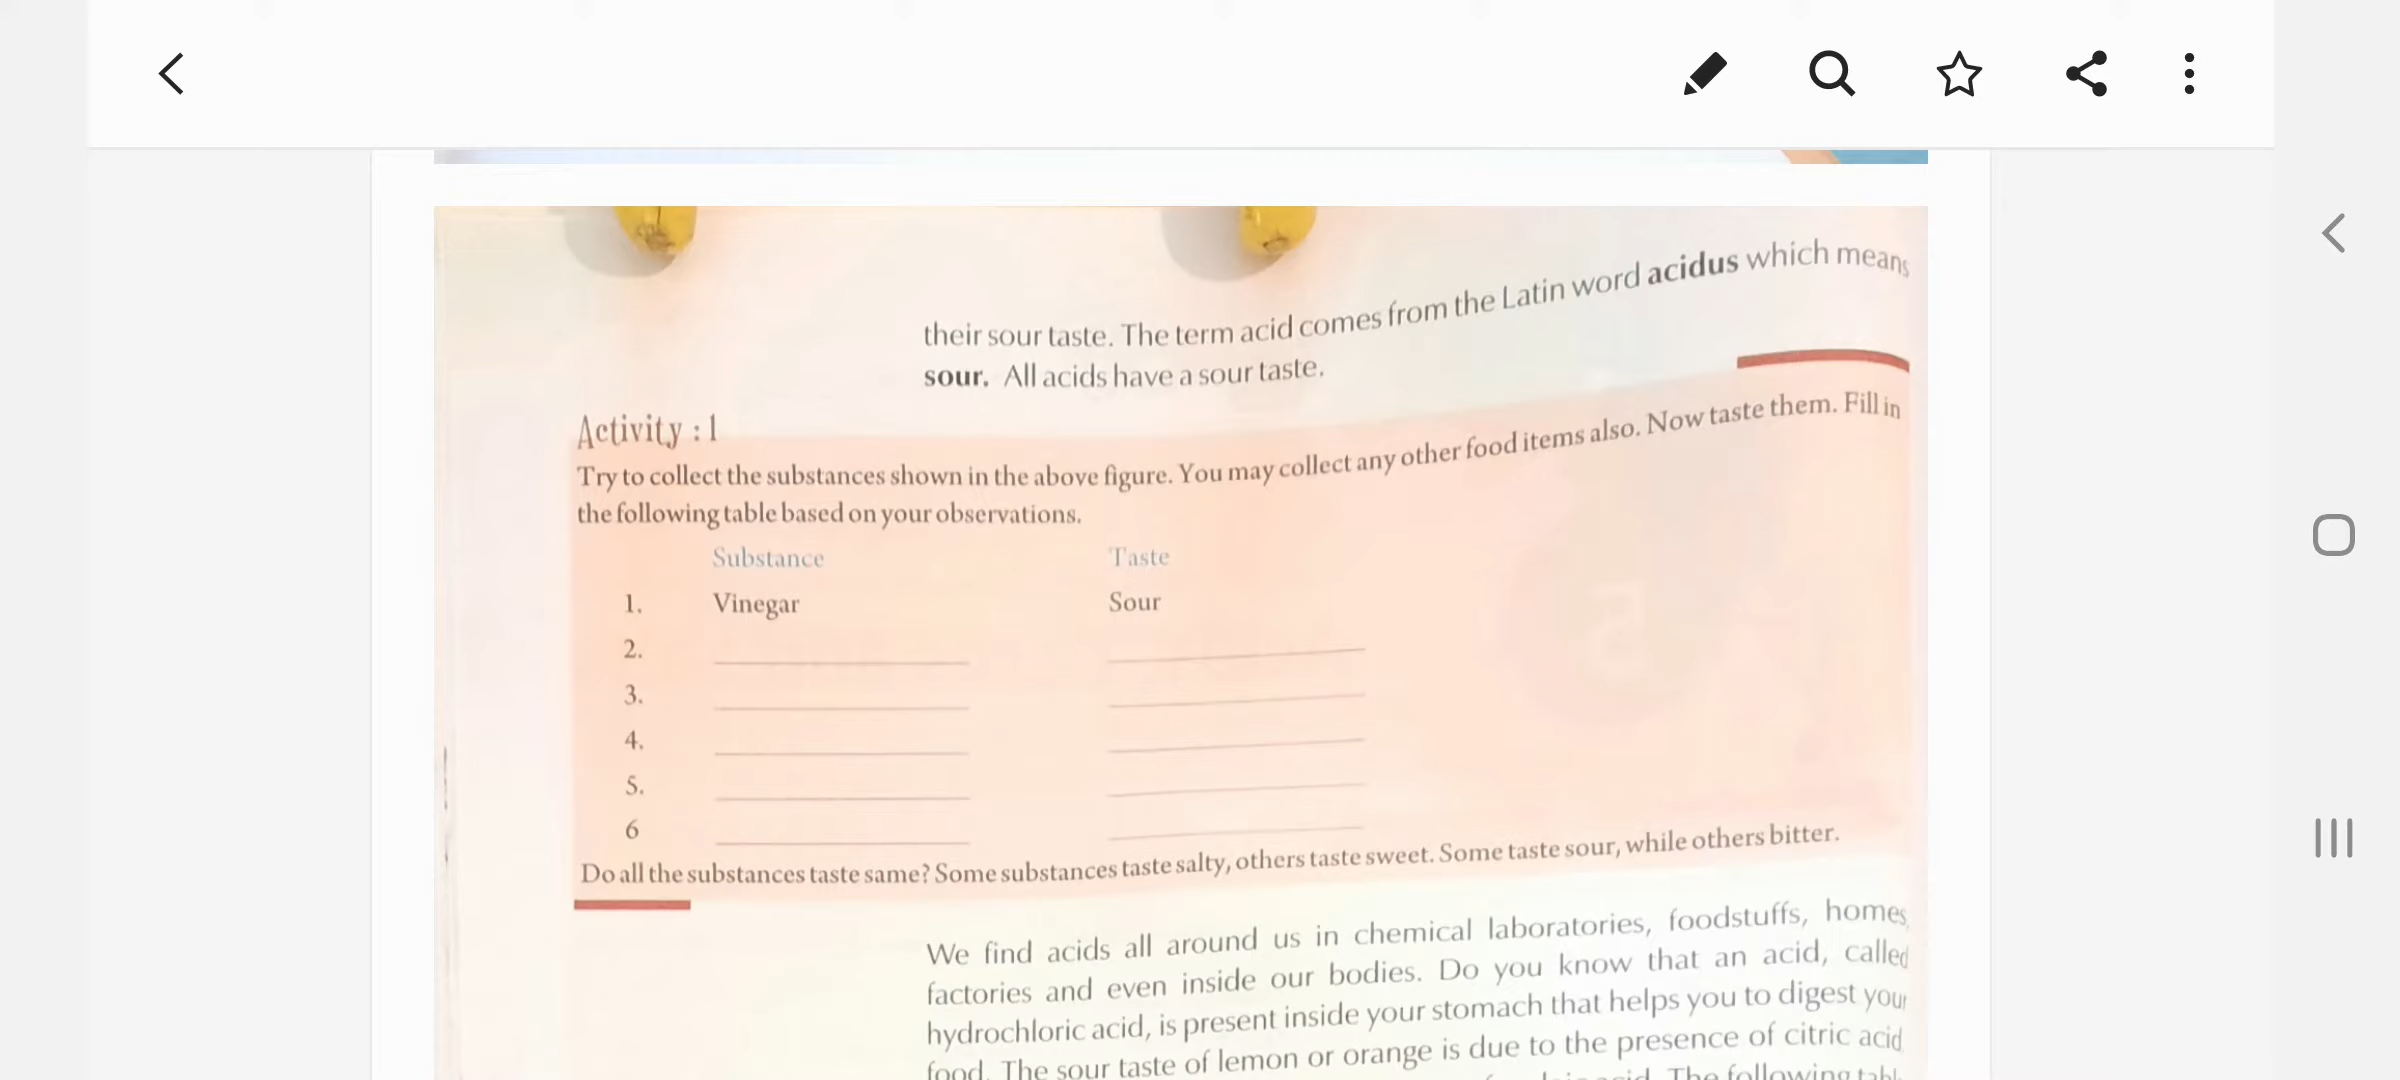 their sour taste. The term acid comes from the Latin word acidus which means
sour. All acids have a sour taste.
Activity : 1
Try to collect the substances shown in the above figure. You may collect any other food items also. Now taste them. Fill in
the following table based on your observations.
Substance Taste
1. Vinegar Sour
2.
3.
4.
5.
6
Do all the substances taste same? Some substances taste salty, others taste sweet. Some taste sour, while others bitter.
We find acids all around us in chemical laboratories, foodstuffs, homes,
factories and even inside our bodies. Do you know that an acid, called
hydrochloric acid, is present inside your stomach that helps you to digest your
food. The sour taste of lemon or orange is due to the presence of citric acid
acid. The following